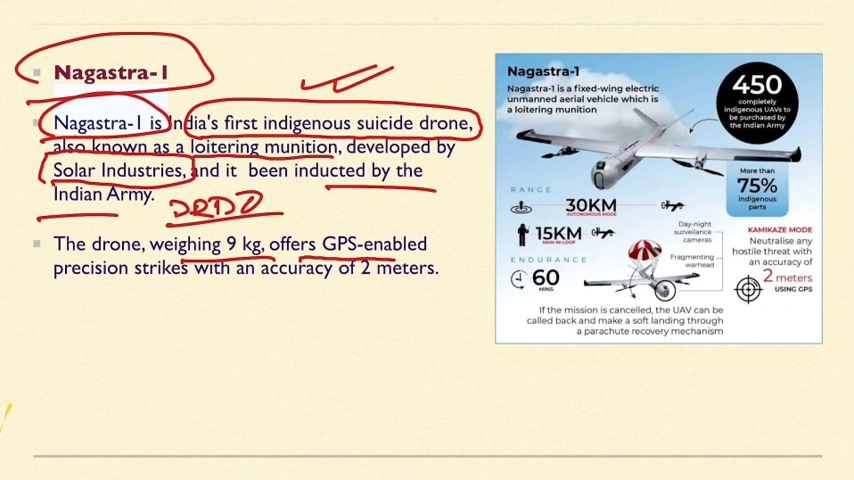 Nagastra-1
Nagastra-1 is India's first indigenous suicide drone,
also known as a loitering munition, developed by
Solar Industries, and it been inducted by the
Indian Army.
DRDO
The drone, weighing 9 kg, offers GPS-enabled
precision strikes with an accuracy of 2 meters.
Nagastra-1
Nagastra-1 is a fixed-wing electric
unmanned aerial vehicle which is
a loitering munition
450
completely
indigenous UAVs to
be purchased by
the Indian Army
More than
75%
indigenous
parts
RANGE
30KM
AUTONOMOUS MODE
15KM
MAN-IN-LOOP
ENDURANCE
60
MINS
Day-night
surveilance
cameras
Fragmenting
warhead
KAMIKAZE MODE
Neutralise any
hostile threat with
an accuracy of
2 meters
USING GPS
If the mission is cancelled, the UAV can be
called back and make a soft landing through
a parachute recovery mechanism